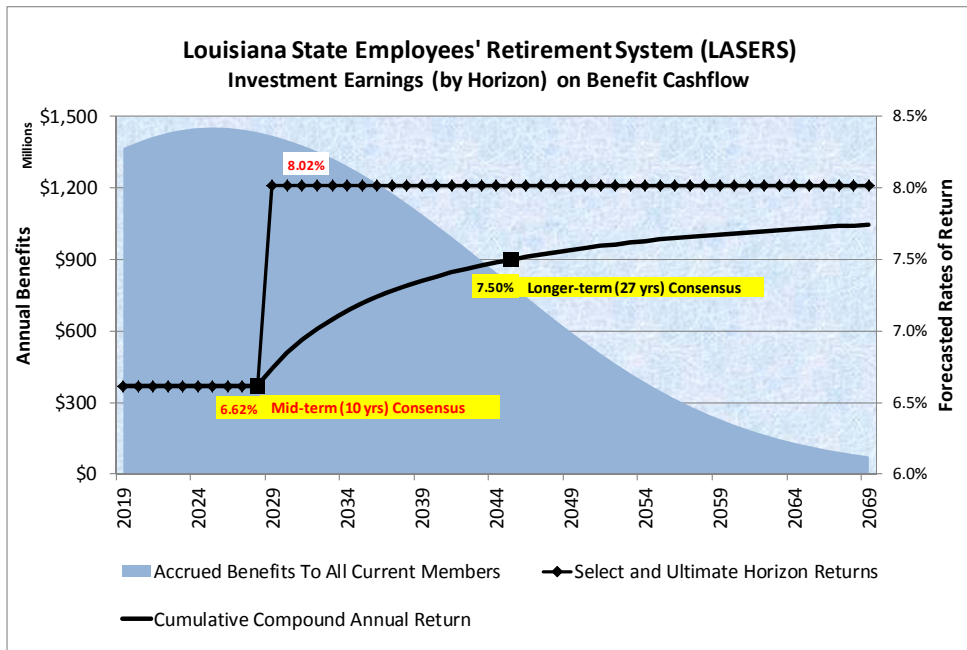 Louisiana State Employees' Retirement System (LASERS)
Investment Earnings (by Horizon) on Benefit Cashflow
Millions
Annual Benefits
$1,500
$1,200
$900
$600
$300
$0
8.02%
7.50% Longer-term (27 yrs) Consensus
6.62% Mid-term (10 yrs) Consensus
8.5%
8.0%
7.5%
7.0%
6.5%
6.0%
Forecasted Rates of Return
2019
2024
2029
2034
2039
2044
2049
2054
2059
2064
2069
Accrued Benefits To All Current Members
Select and Ultimate Horizon Returns
Cumulative Compound Annual Return